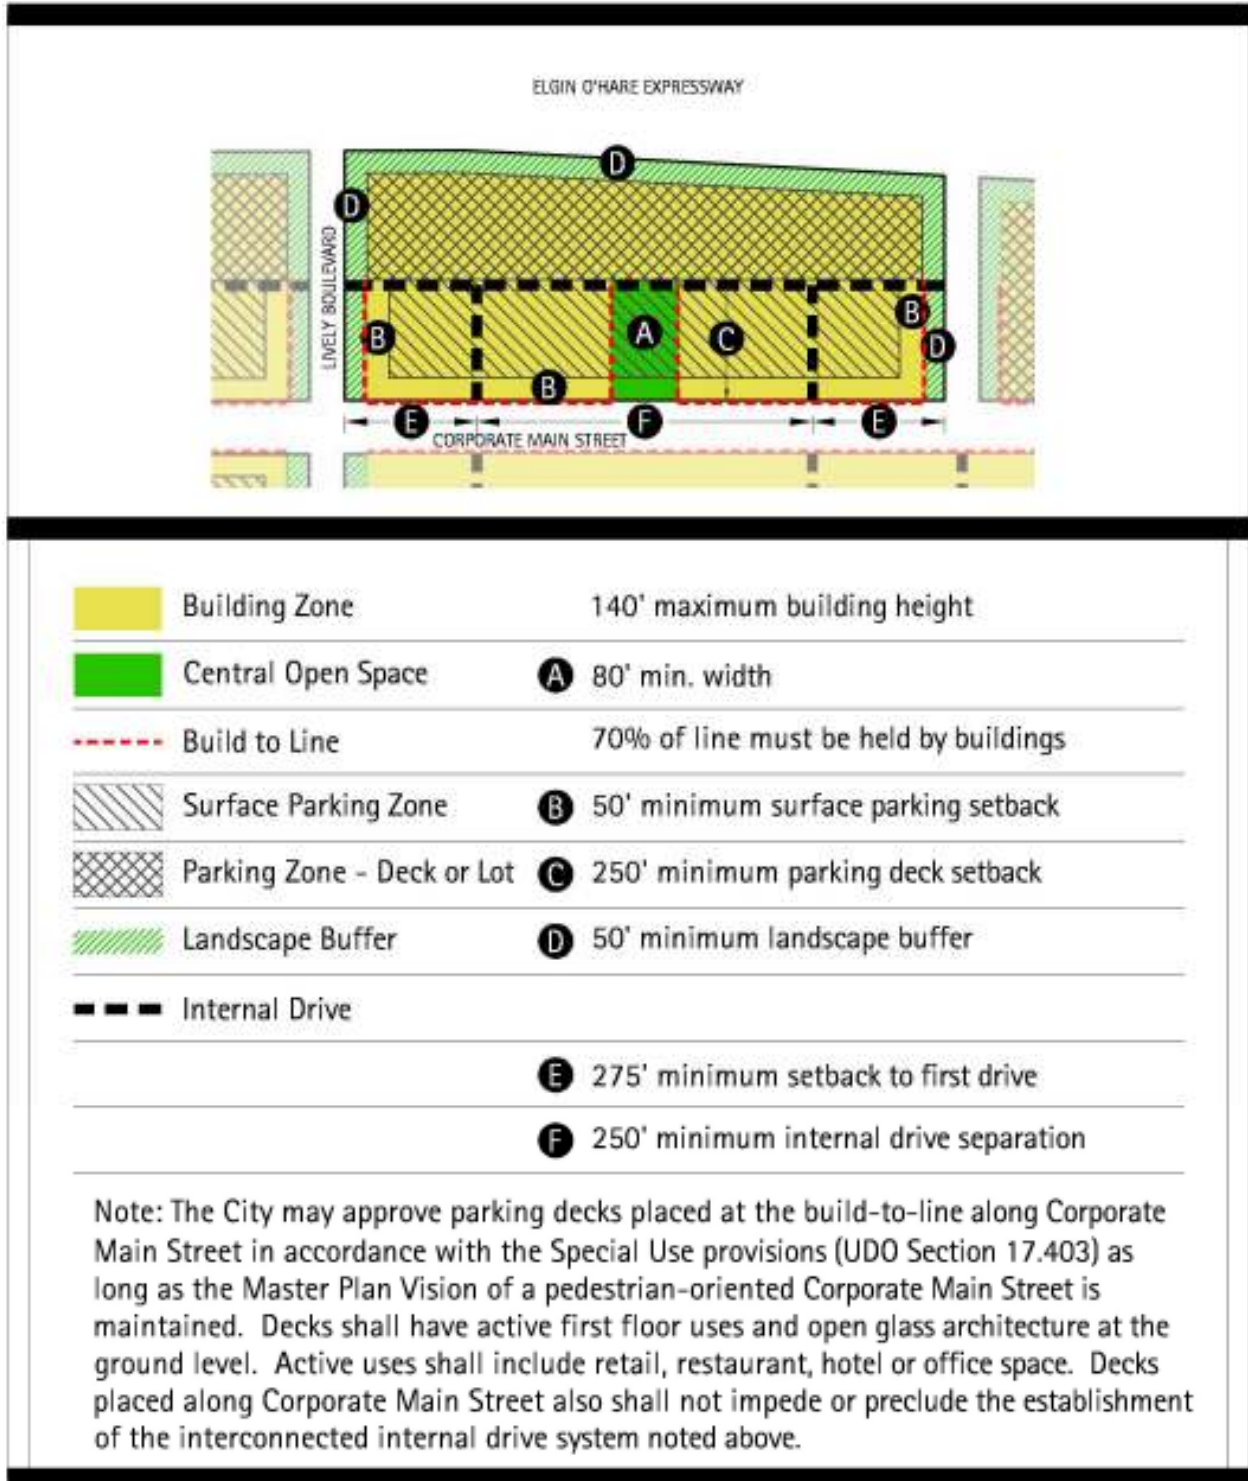 ELGIN O'HARE EXPRESSWAY
D
D
LIVELY BOULEVARD
B
A
C
B
D
B
E
F
E
CORPORATE MAIN STREET
Building Zone 140' maximum building height
Central Open Space A 80' min. width
Build to Line 70% of line must be held by buildings
Surface Parking Zone B 50' minimum surface parking setback
Parking Zone - Deck or Lot C 250' minimum parking deck setback
Landscape Buffer D 50' minimum landscape buffer
Internal Drive
E 275' minimum setback to first drive
F 250' minimum internal drive separation
Note: The City may approve parking decks placed at the build-to-line along Corporate
Main Street in accordance with the Special Use provisions (UDO Section 17.403) as
long as the Master Plan Vision of a pedestrian-oriented Corporate Main Street is
maintained. Decks shall have active first floor uses and open glass architecture at the
ground level. Active uses shall include retail, restaurant, hotel or office space. Decks
placed along Corporate Main Street also shall not impede or preclude the establishment
of the interconnected internal drive system noted above.